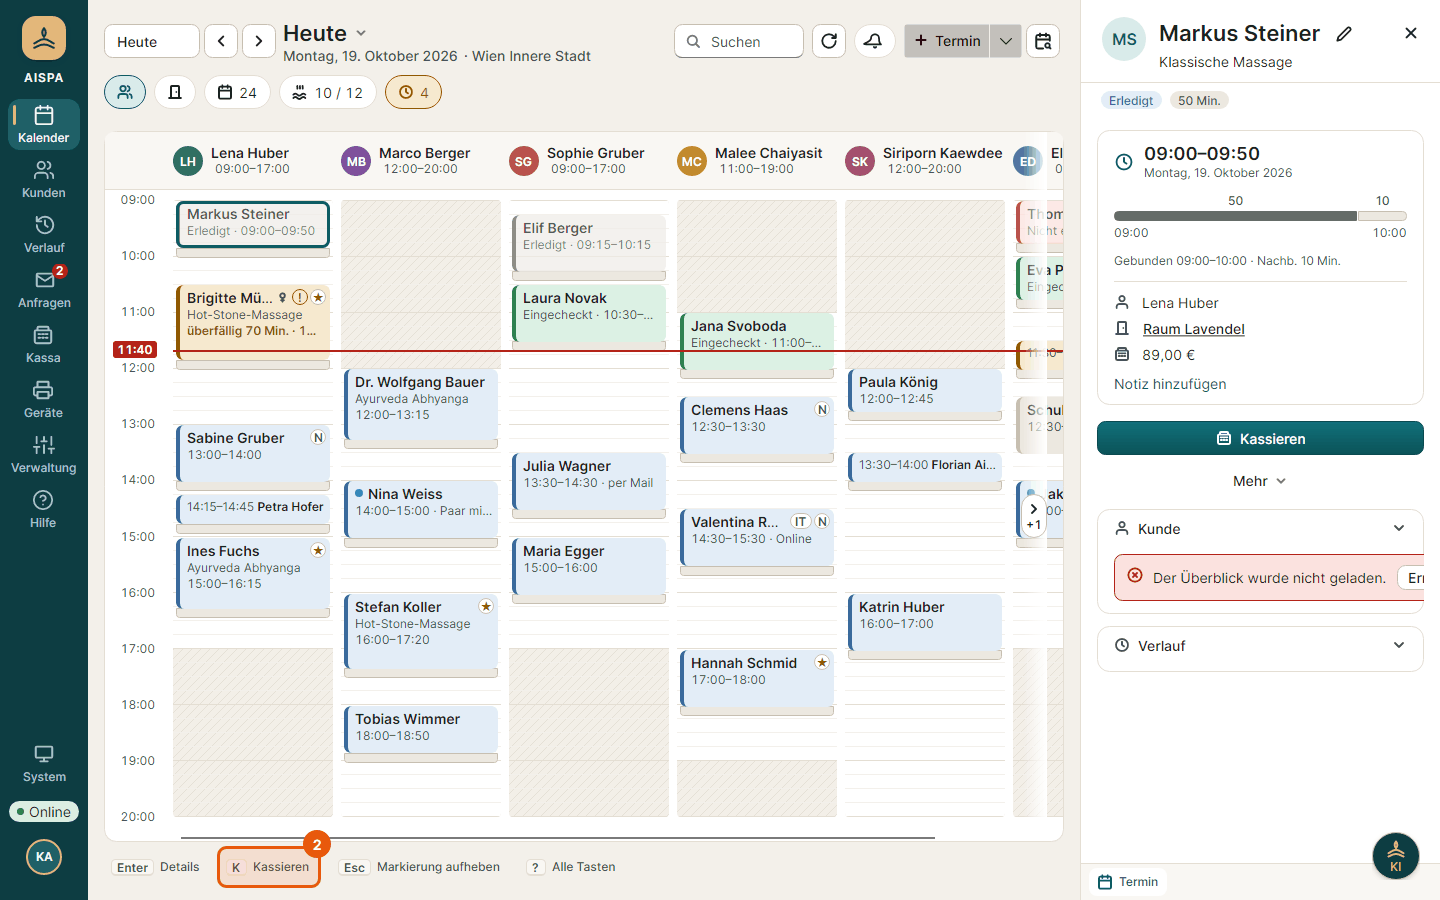 AISPA
Kalender
Kunden
Verlauf
2
Anfragen
Kassa
Geräte
Verwaltung
Hilfe
System
Online
KA
Heute
Heute
Montag, 19. Oktober 2026 · Wien Innere Stadt
Suchen
+ Termin
24
10 / 12
4
LH Lena Huber
09:00–17:00
MB Marco Berger
12:00–20:00
SG Sophie Gruber
09:00–17:00
MC Malee Chaiyasit
11:00–19:00
SK Siriporn Kaewdee
12:00–20:00
ED El
09:00
10:00
11:00
11:40
12:00
13:00
14:00
15:00
16:00
17:00
18:00
19:00
20:00
Markus Steiner
Erledigt · 09:00–09:50
Brigitte Mü...
Hot-Stone-Massage
überfällig 70 Min. · 1...
Sabine Gruber N
13:00–14:00
14:15–14:45 Petra Hofer
Ines Fuchs
Ayurveda Abhyanga
15:00–16:15
Dr. Wolfgang Bauer
Ayurveda Abhyanga
12:00–13:15
Nina Weiss
14:00–15:00 · Paar mi...
Stefan Koller
Hot-Stone-Massage
16:00–17:20
Tobias Wimmer
18:00–18:50
Elif Berger
Erledigt · 09:15–10:15
Laura Novak
Eingecheckt · 10:30–...
Julia Wagner
13:30–14:30 · per Mail
Maria Egger
15:00–16:00
Jana Svoboda
Eingecheckt · 11:00–...
Clemens Haas N
12:30–13:30
Valentina R... IT N
14:30–15:30 · Online
Hannah Schmid
17:00–18:00
Paula König
12:00–12:45
13:30–14:00 Florian Ai...
Katrin Huber
16:00–17:00
Thom
Nicht e
Eva P
Einge
11:30
Schul
12:30
ak
+1
Enter Details
K Kassieren
2
Esc Markierung aufheben
? Alle Tasten
MS
Markus Steiner
Klassische Massage
Erledigt
50 Min.
09:00–09:50
Montag, 19. Oktober 2026
50 10
09:00 10:00
Gebunden 09:00–10:00 · Nachb. 10 Min.
Lena Huber
Raum Lavendel
89,00 €
Notiz hinzufügen
Kassieren
Mehr
Kunde
Der Überblick wurde nicht geladen.
Verlauf
KI
Termin